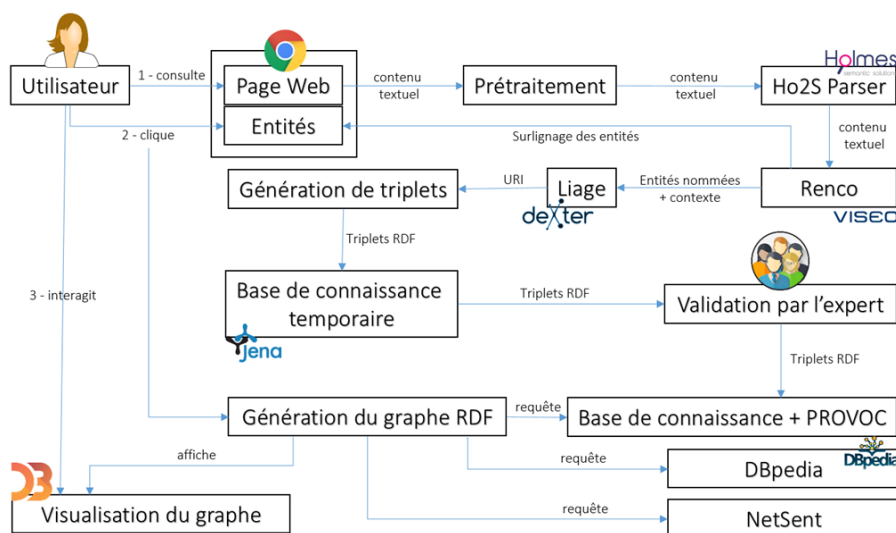 Holmes
semantic solution
Utilisateur
1 - consulte
Page Web
contenu
textuel
Prétraitement
contenu
textuel
Ho2S Parser
2 - clique
Entités
Surlignage des entités
contenu
textuel
Génération de triplets
URI
Liage
Entités nommées
+ contexte
Renco
dexter
VISEO
Triplets RDF
3 - interagit
Base de connaissance
temporaire
Triplets RDF
Validation par l'expert
jena
Triplets RDF
Génération du graphe RDF
requête
Base de connaissance + PROVOC
affiche
requête
DBpedia
DBpedia
D3
Visualisation du graphe
requête
NetSent